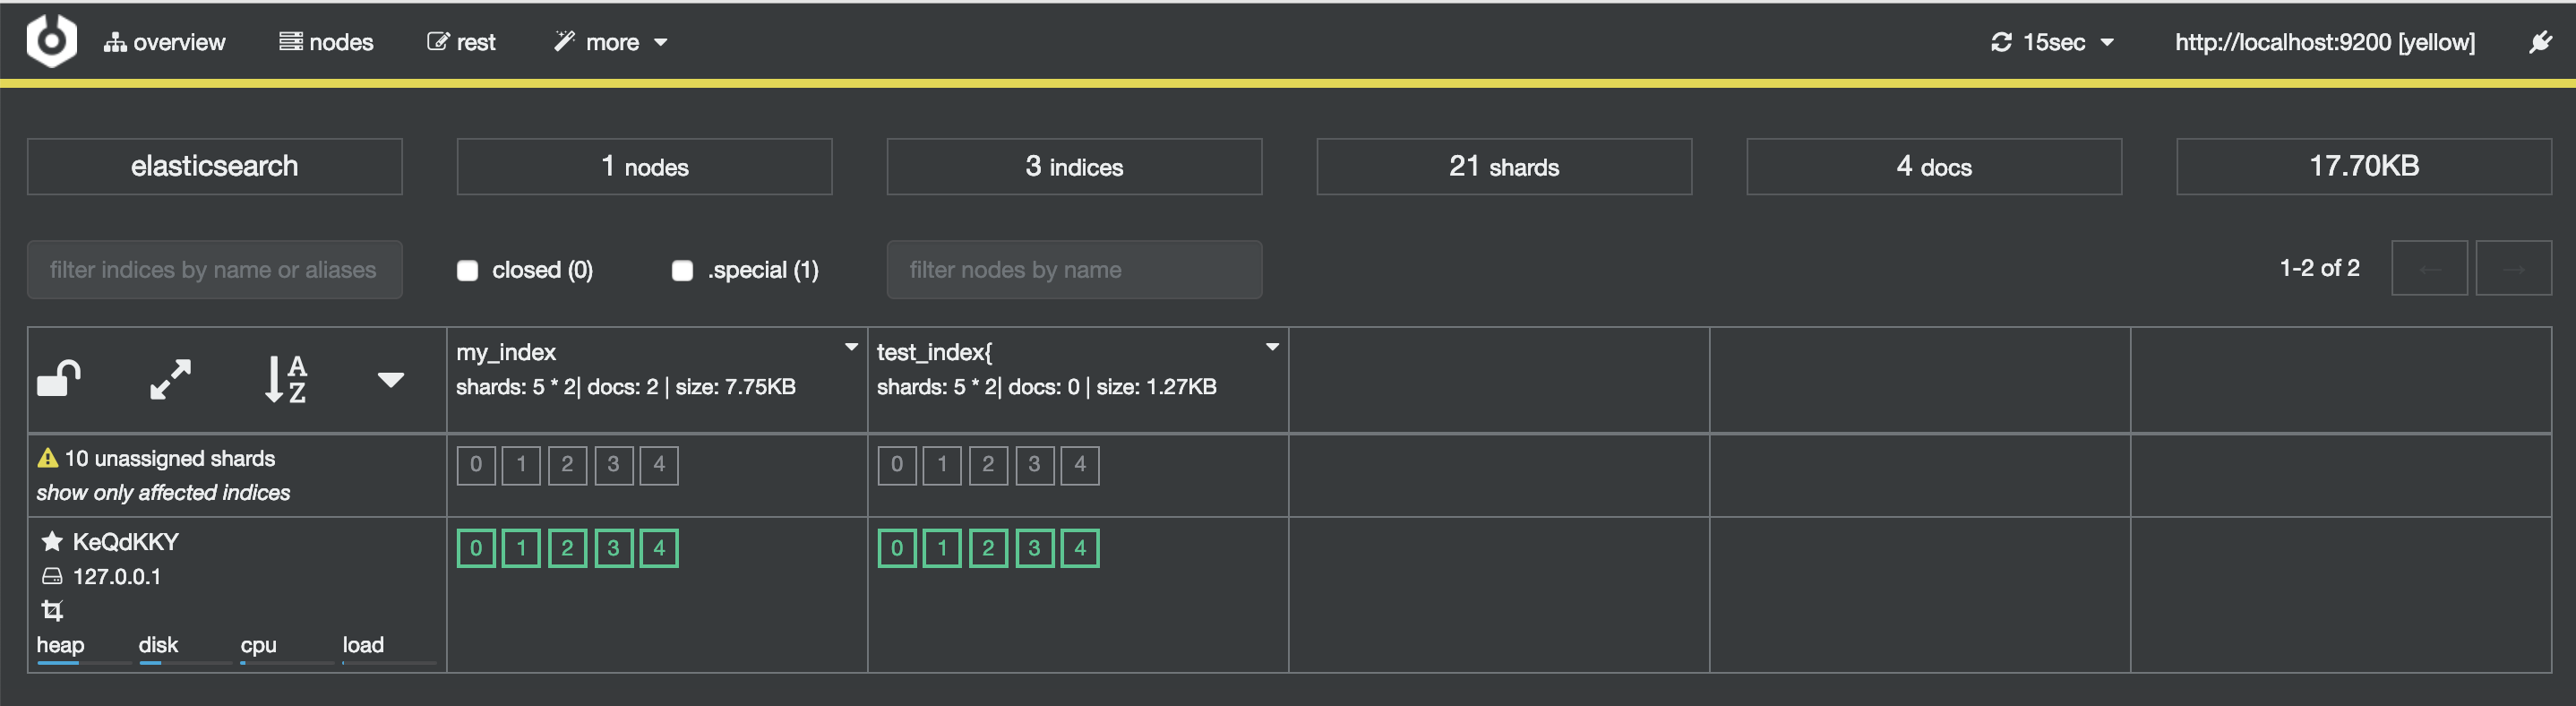 overview nodes rest more 15sec http://localhost:9200 [yellow]
elasticsearch 1 nodes 3 indices 21 shards 4 docs 17.70KB
filter indices by name or aliases closed (0) .special (1) filter nodes by name 1-2 of 2 ← →
A
Z
my_index
shards: 5 * 2| docs: 2 | size: 7.75KB
test_index{
shards: 5 * 2| docs: 0 | size: 1.27KB
10 unassigned shards
show only affected indices
0 1 2 3 4 0 1 2 3 4
KeQdKKY
127.0.0.1
heap disk cpu load
0 1 2 3 4 0 1 2 3 4